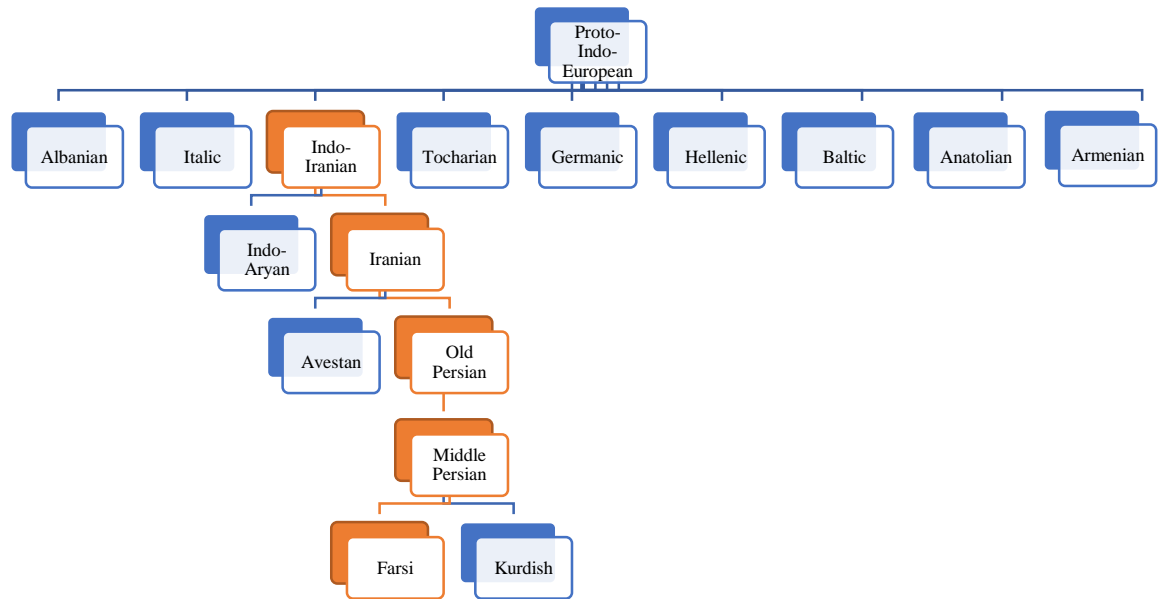 Proto-
Indo-
European
Albanian
Italic
Indo-
Iranian
Tocharian
Germanic
Hellenic
Baltic
Anatolian
Armenian
Indo-
Aryan
Iranian
Avestan
Old
Persian
Middle
Persian
Farsi
Kurdish